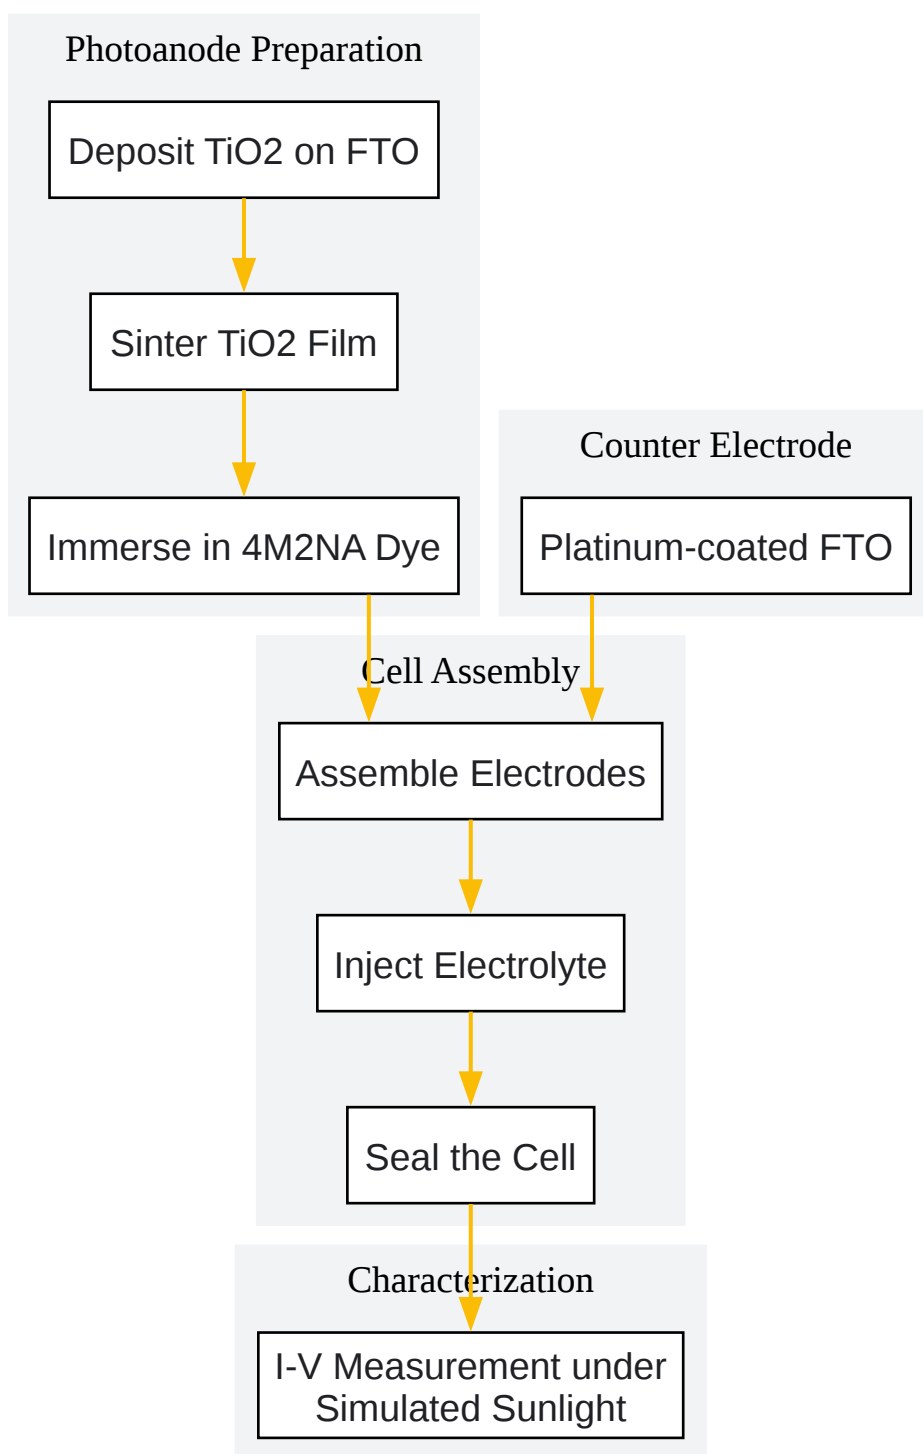 Photoanode Preparation
Deposit TiO2 on FTO
Sinter TiO2 Film
Immerse in 4M2NA Dye
Counter Electrode
Platinum-coated FTO
Cell Assembly
Assemble Electrodes
Inject Electrolyte
Seal the Cell
Characterization
I-V Measurement under
Simulated Sunlight